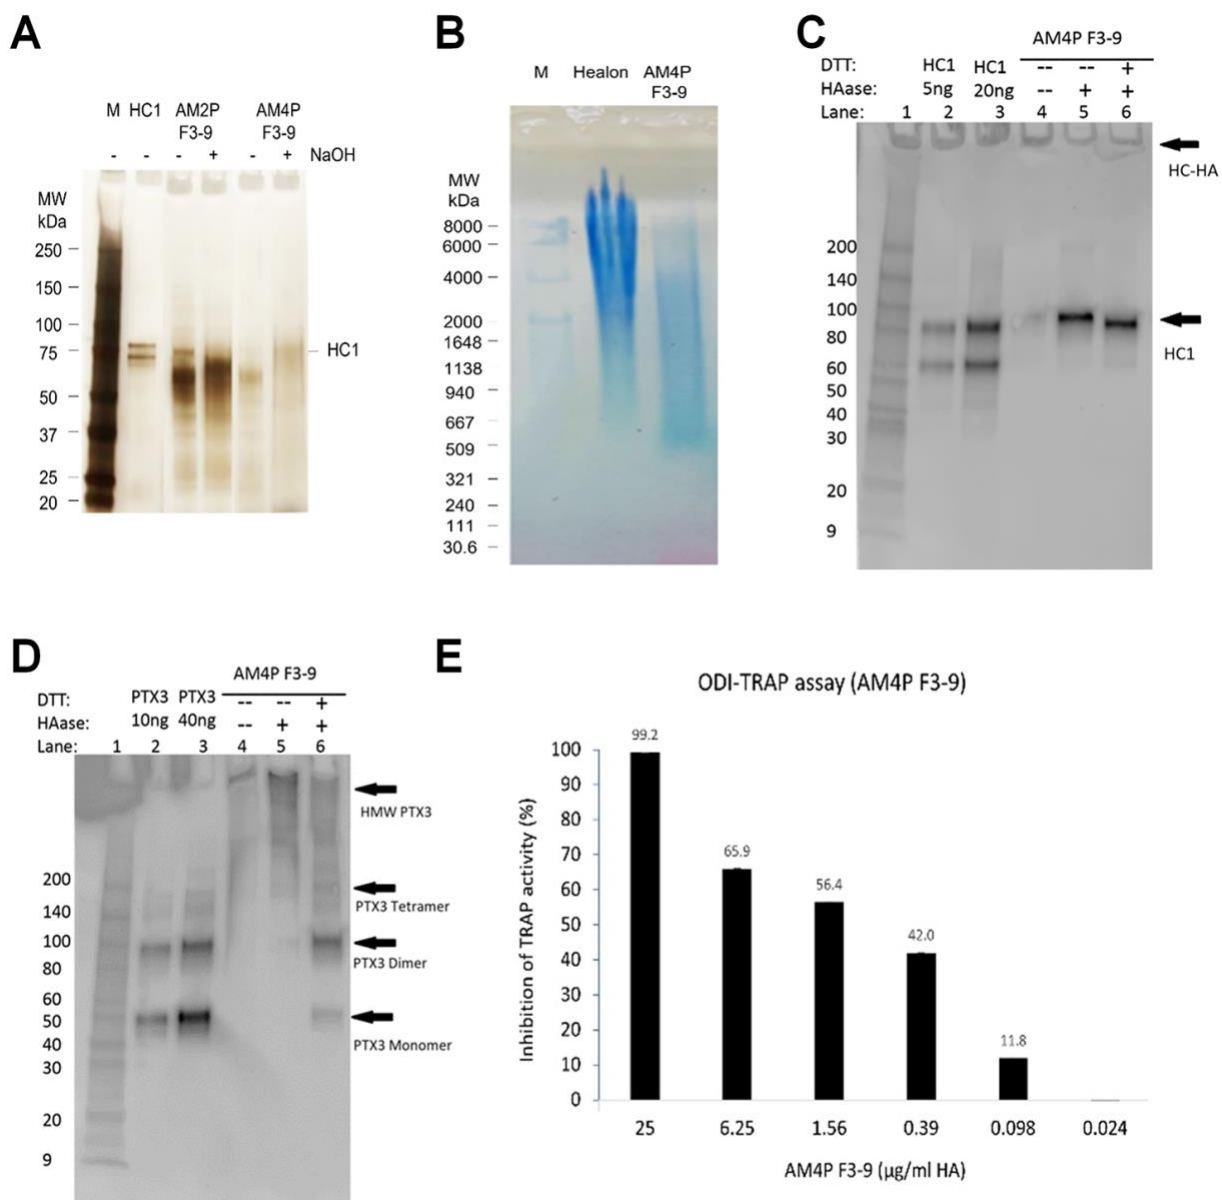 A
M HC1 AM2P AM4P
F3-9 F3-9
- - - + - + NaOH
MW
kDa
250
150
100
75
50
37
25
20
HC1
B
M Healon AM4P
F3-9
MW
kDa
8000
6000
4000
2000
1648
1138
940
667
509
321
240
111
30.6
C
AM4P F3-9
DTT: HC1 HC1 -- -- +
HAase: 5ng 20ng -- + +
Lane: 1 2 3 4 5 6
HC-HA
200
140
100
80
60
50
40
30
20
9
HC1
D
AM4P F3-9
DTT: PTX3 PTX3 -- -- +
HAase: 10ng 40ng -- + +
Lane: 1 2 3 4 5 6
HMW PTX3
200
140
100
80
60
50
40
30
20
9
PTX3 Tetramer
PTX3 Dimer
PTX3 Monomer
E
ODI-TRAP assay (AM4P F3-9)
Inhibition of TRAP activity (%)
100
90
80
70
60
50
40
30
20
10
0
99.2
65.9
56.4
42.0
11.8
25 6.25 1.56 0.39 0.098 0.024
AM4P F3-9 (μg/ml HA)